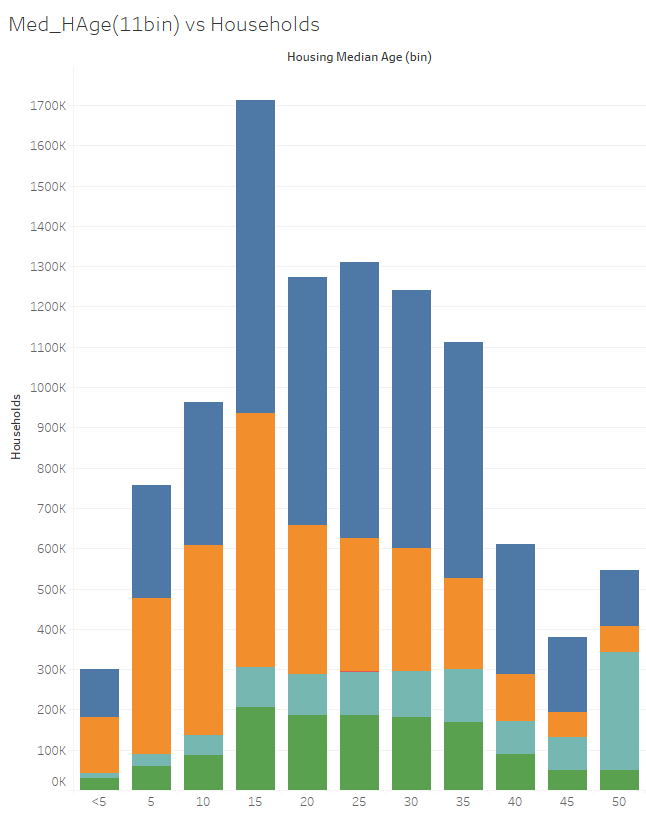 Med_HAge(11bin) vs Households
Housing Median Age (bin)
1700K
1600K
1500K
1400K
1300K
1200K
1100K
1000K
900K
800K
700K
600K
500K
400K
300K
200K
100K
0K
Households
<5 5 10 15 20 25 30 35 40 45 50